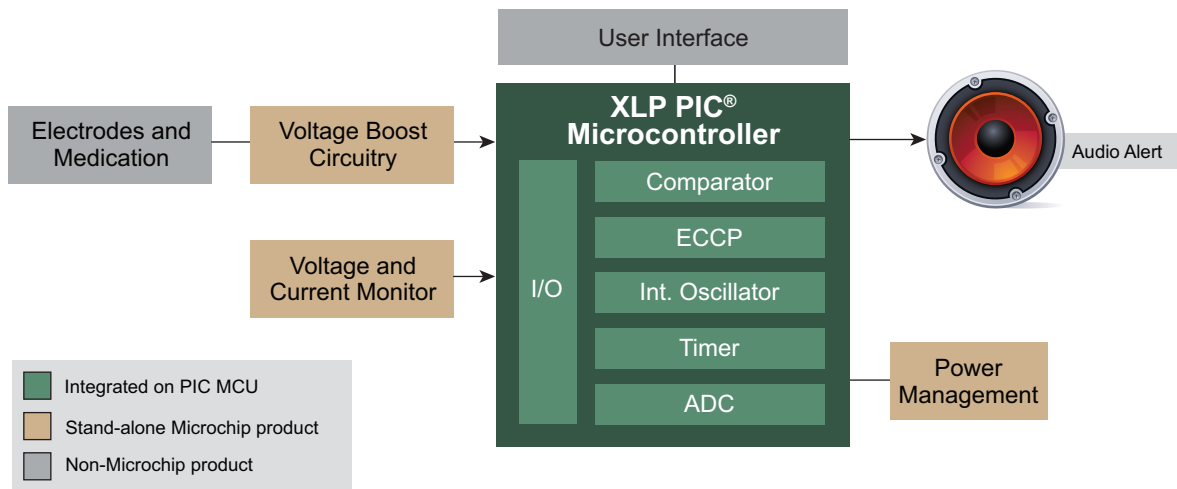 User Interface
XLP PIC®
Microcontroller
Electrodes and
Medication
Voltage Boost
Circuitry
Audio Alert
Comparator
ECCP
Voltage and
Current Monitor
I/O
Int. Oscillator
Timer
ADC
Power
Management
Integrated on PIC MCU
Stand-alone Microchip product
Non-Microchip product